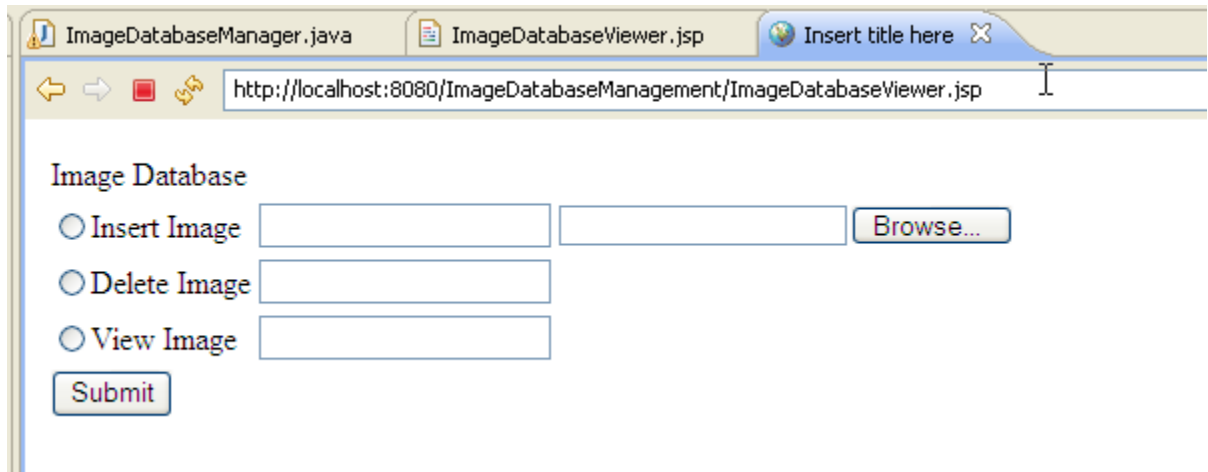 ImageDatabaseManager.java ImageDatabaseViewer.jsp Insert title here
http://localhost:8080/ImageDatabaseManagement/ImageDatabaseViewer.jsp
Image Database
Insert Image Browse...
Delete Image
View Image
Submit